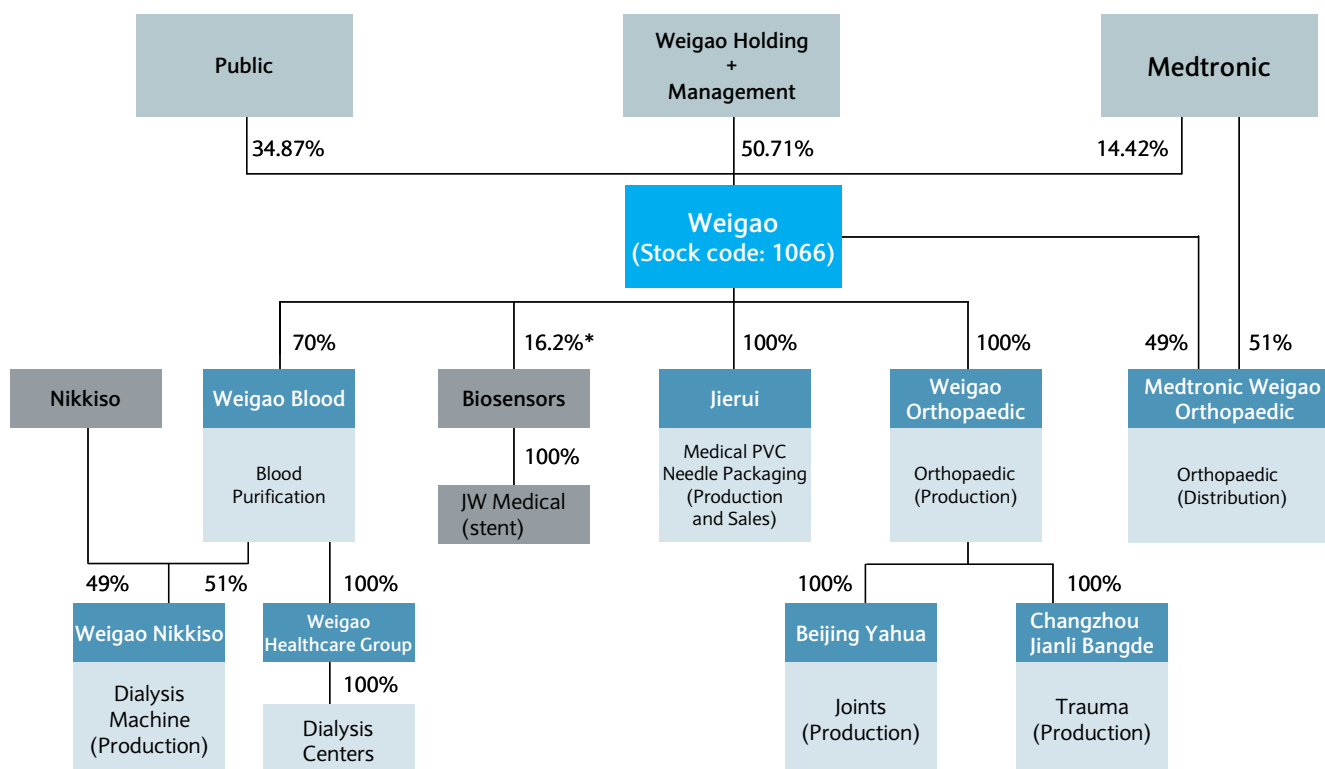 Public
Weigao Holding
+
Management
Medtronic
34.87%
50.71%
14.42%
Weigao
(Stock code: 1066)
70%
16.2%*
100%
100%
49%
51%
Nikkiso
Weigao Blood
Biosensors
Jierui
Weigao
Orthopaedic
Medtronic Weigao
Orthopaedic
Blood
Purification
100%
JW Medical
(stent)
Medical PVC
Needle Packaging
(Production
and Sales)
Orthopaedic
(Production)
Orthopaedic
(Distribution)
49%
51%
100%
100%
100%
Weigao Nikkiso
Weigao
Healthcare Group
Beijing Yahua
Changzhou
Jianli Bangde
Dialysis
Machine
(Production)
100%
Dialysis
Centers
Joints
(Production)
Trauma
(Production)